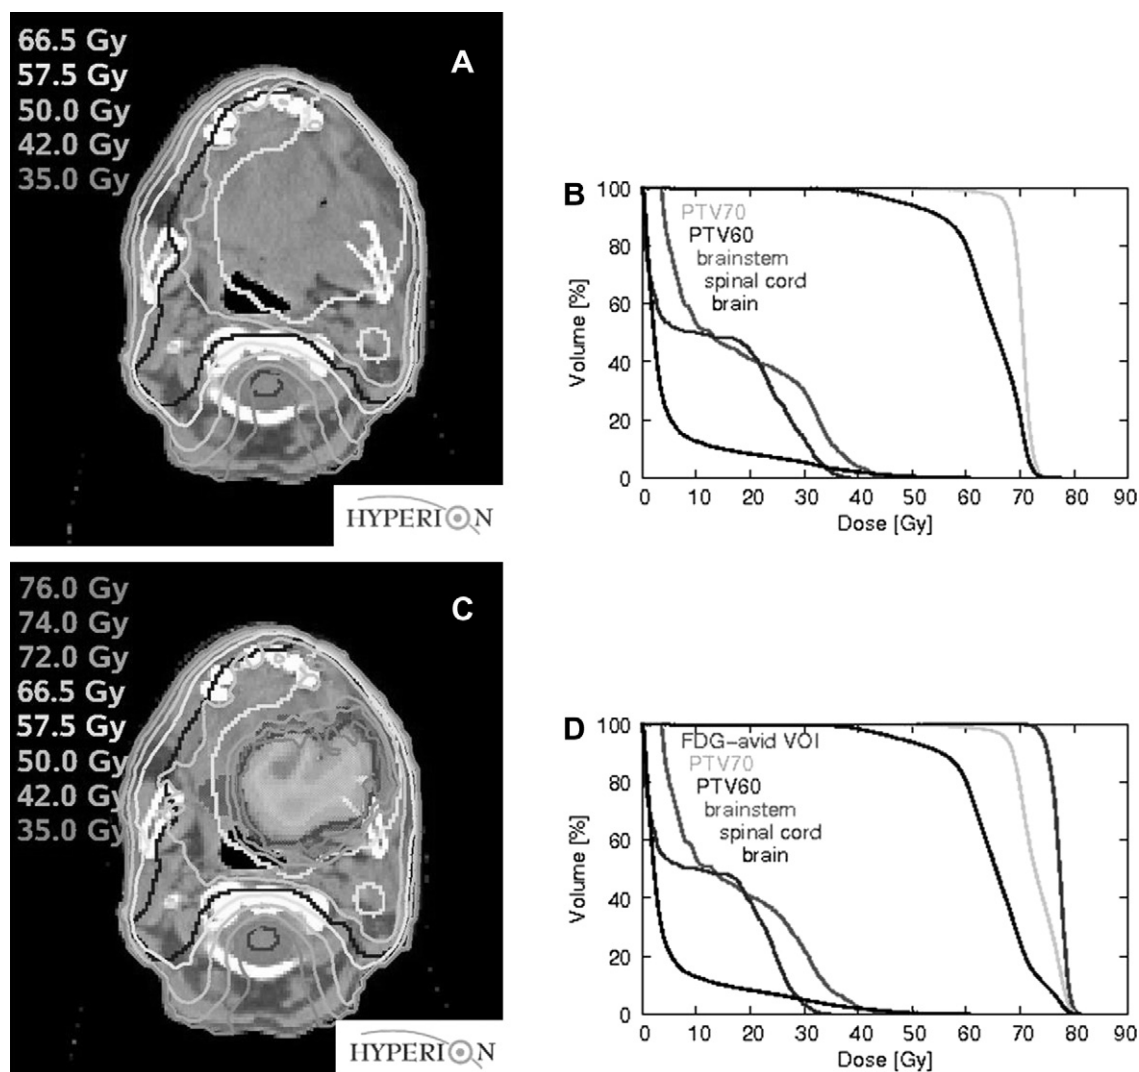 66.5 Gy
57.5 Gy
50.0 Gy
42.0 Gy
35.0 Gy
A
HYPERION
B
100
80
60
40
20
0
Volume [%]
PTV70
PTV60
brainstem
spinal cord
brain
0 10 20 30 40 50 60 70 80 90
Dose [Gy]
76.0 Gy
74.0 Gy
72.0 Gy
66.5 Gy
57.5 Gy
50.0 Gy
42.0 Gy
35.0 Gy
C
HYPERION
D
100
80
60
40
20
0
Volume [%]
FDG-avid VOI
PTV70
PTV60
brainstem
spinal cord
brain
0 10 20 30 40 50 60 70 80 90
Dose [Gy]